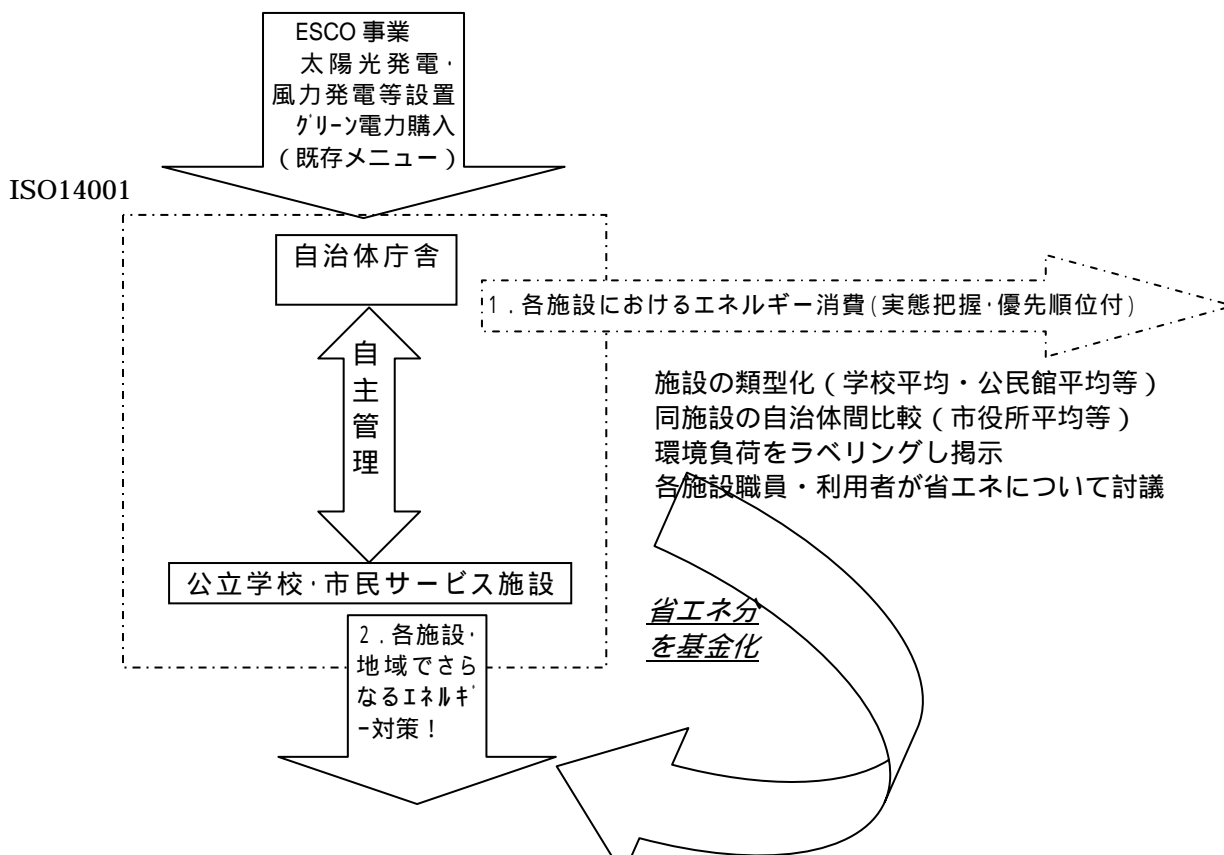 ESCO 事業
太陽光発電･
風力発電等設置
ｸﾞﾘｰﾝ電力購入
（既存メニュー）
ISO14001
自治体庁舎
1．各施設におけるエネルギー消費（実態把握･優先順位付）
自
主
管
理
施設の類型化（学校平均・公民館平均等）
同施設の自治体間比較（市役所平均等）
環境負荷をラベリングし掲示
各施設職員・利用者が省エネについて討議
公立学校･市民サービス施設
省エネ分
を基金化
2．各施設･
地域でさら
なるｴﾈﾙｷﾞ
ｰ対策！